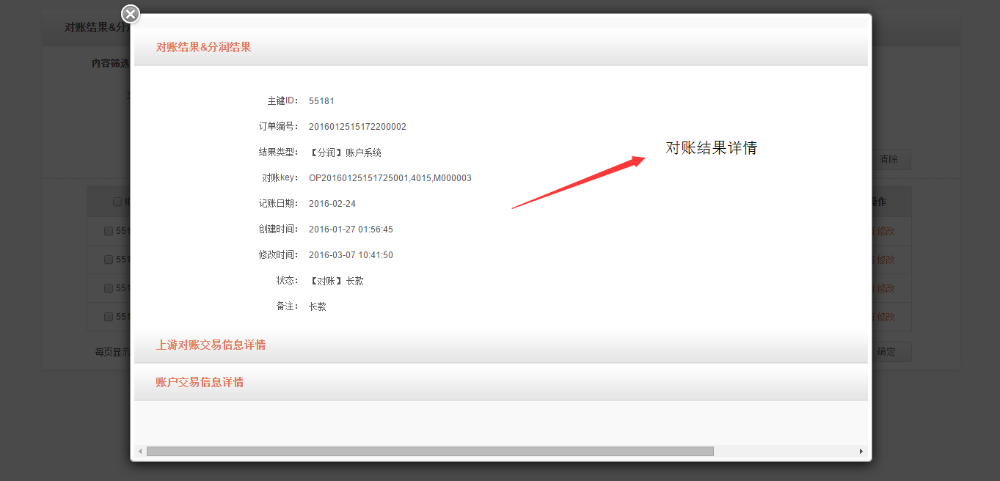 对账结果&分
对账结果&分润结果
内容筛选
主键ID： 55181
订单编号： 2016012515172200002
结果类型： 【分润】账户系统
对账结果详情
清除
对账key： OP20160125151725001,4015,M000003
记账日期： 2016-02-24
操作
创建时间： 2016-01-27 01:56:45
551
修改
修改时间： 2016-03-07 10:41:50
551
修改
状态： 【对账】长款
551
修改
备注： 长款
551
修改
上游对账交易信息详情
每页显示
确定
账户交易信息详情